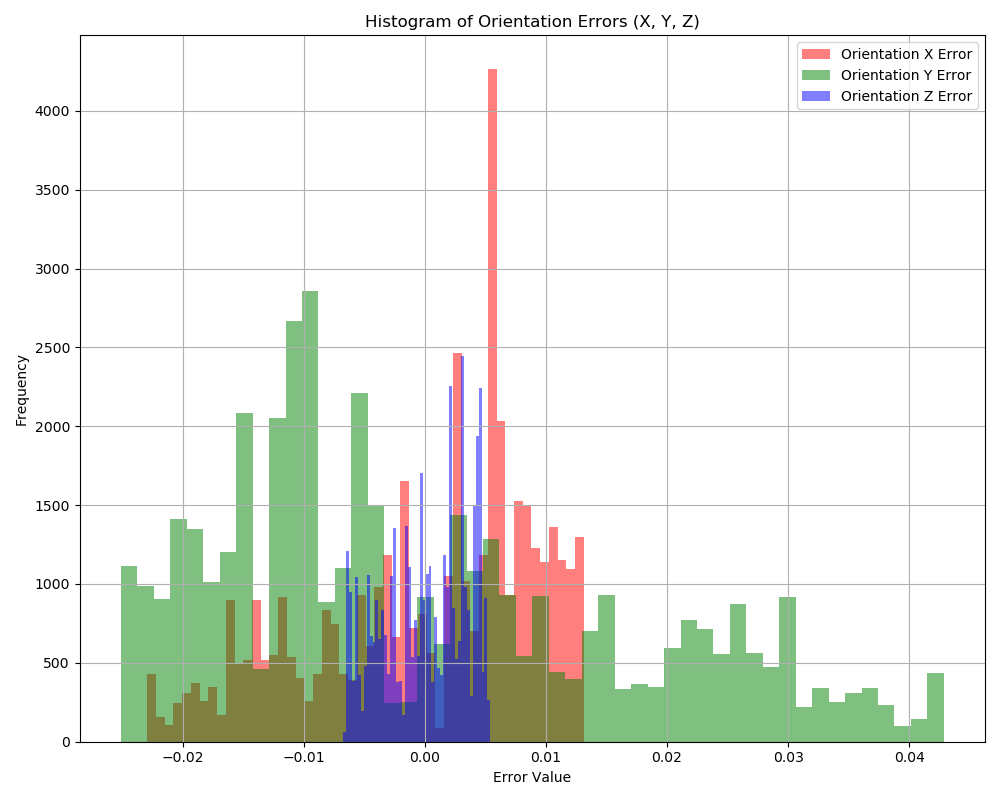 Histogram of Orientation Errors (X, Y, Z)
Orientation X Error
Orientation Y Error
Orientation Z Error
Frequency
4000
3500
3000
2500
2000
1500
1000
500
0
−0.02
−0.01
0.00
0.01
0.02
0.03
0.04
Error Value